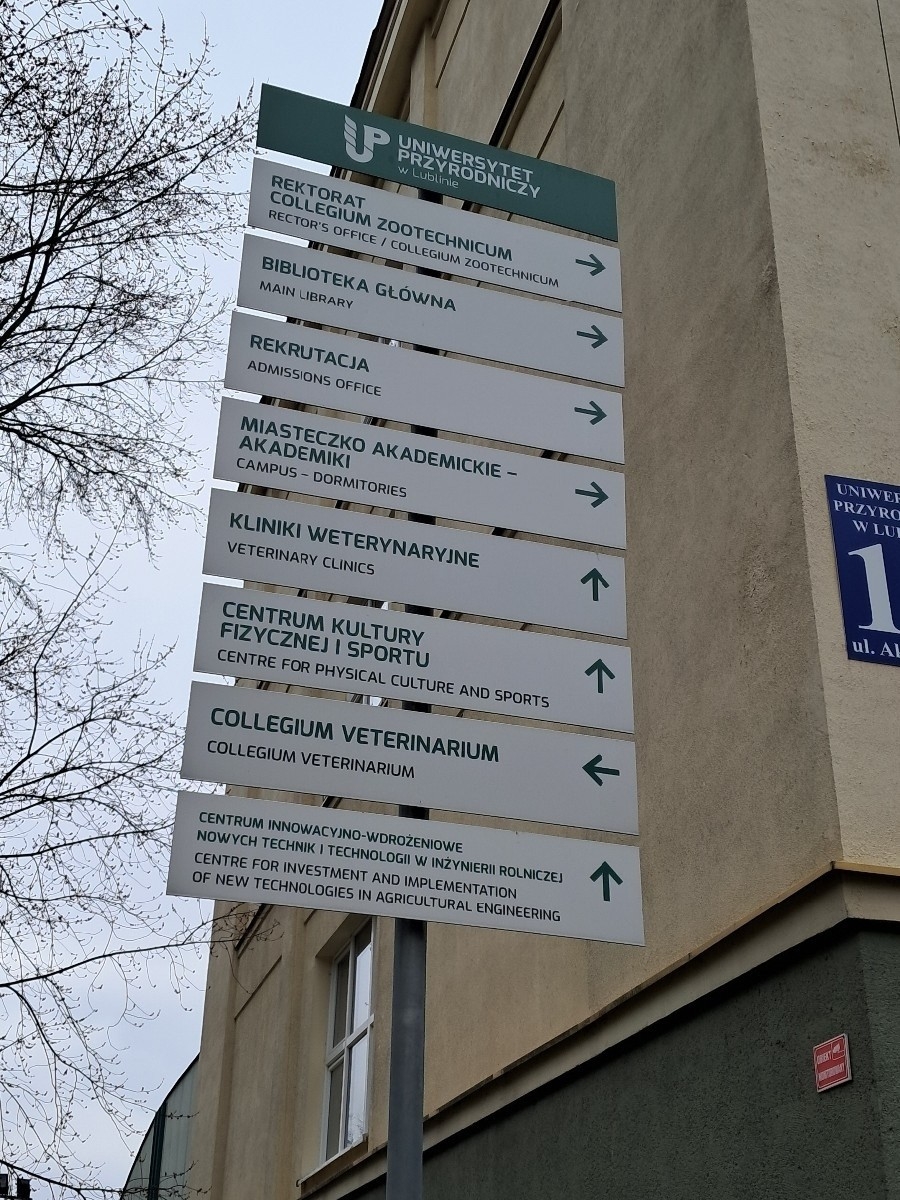 UP UNIWERSYTET
PRZYRODNICZY
w Lublinie
REKTORAT
COLLEGIUM ZOOTECHNICUM
RECTOR'S OFFICE / COLLEGIUM ZOOTECHNICUM
BIBLIOTEKA GŁÓWNA
MAIN LIBRARY
REKRUTACJA
ADMISSIONS OFFICE
MIASTECZKO AKADEMICKIE –
AKADEMIKI
CAMPUS – DORMITORIES
KLINIKI WETERYNARYJNE
VETERINARY CLINICS
CENTRUM KULTURY
FIZYCZNEJ I SPORTU
CENTRE FOR PHYSICAL CULTURE AND SPORTS
COLLEGIUM VETERINARIUM
COLLEGIUM VETERINARIUM
CENTRUM INNOWACYJNO-WDROŻENIOWE
NOWYCH TECHNIK I TECHNOLOGII W INŻYNIERII ROLNICZEJ
CENTRE FOR INVESTMENT AND IMPLEMENTATION
OF NEW TECHNOLOGIES IN AGRICULTURAL ENGINEERING
UNIWER
PRZYRO
W LUB
1
ul. Ak
OBIEKT
MONITOROWANY